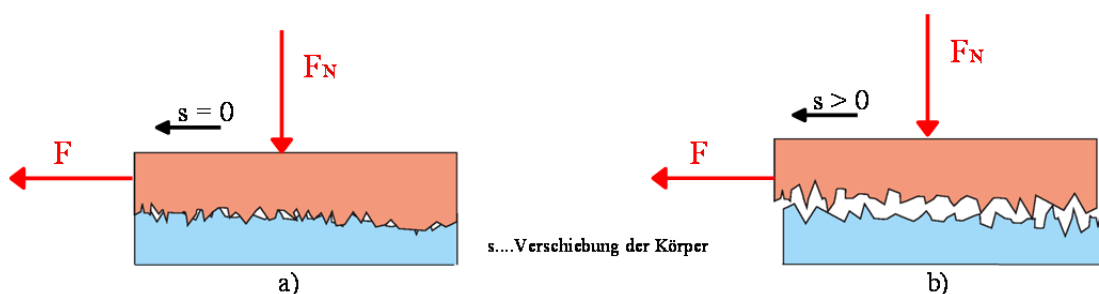 F_N
s = 0
F
a)
s....Verschiebung der Körper
F_N
s > 0
F
b)